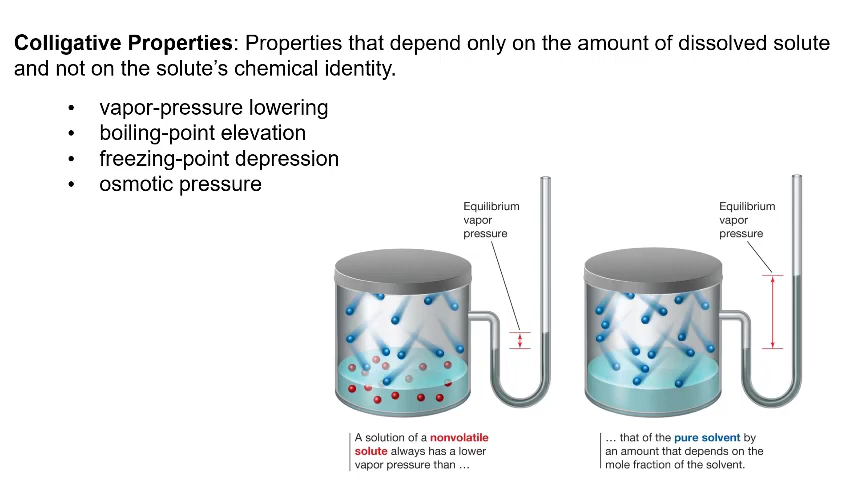 Colligative Properties: Properties that depend only on the amount of dissolved solute
and not on the solute's chemical identity.
• vapor-pressure lowering
• boiling-point elevation
• freezing-point depression
• osmotic pressure
Equilibrium
vapor
pressure
Equilibrium
vapor
pressure
A solution of a nonvolatile
solute always has a lower
vapor pressure than …
… that of the pure solvent by
an amount that depends on the
mole fraction of the solvent.